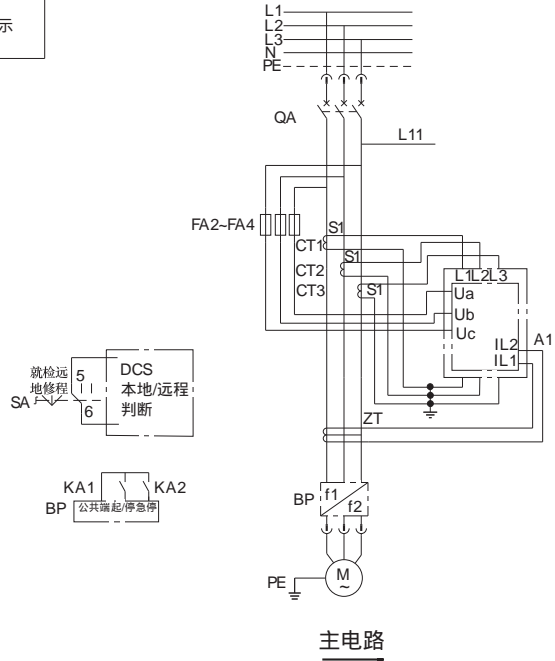 示
L1
L2
L3
N
PE
QA
L11
FA2~FA4
S1
CT1
S1
CT2
CT3
S1
L1L2L3
Ua
Ub
Uc
IL2
A1
IL1
就检远
地修程
5
SA
6
DCS
本地/远程
判断
ZT
KA1
KA2
BP
公共端起/停急停
BP
f1
f2
PE
M
~
主电路